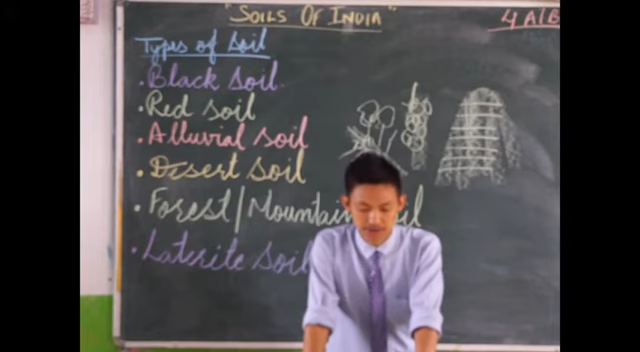 "SOILS OF INDIA"
4 A/B
Types of Soil
• Black Soil
• Red Soil
• Alluvial Soil
• Desert Soil
• Forest/Mountain Soil
• Laterite Soil